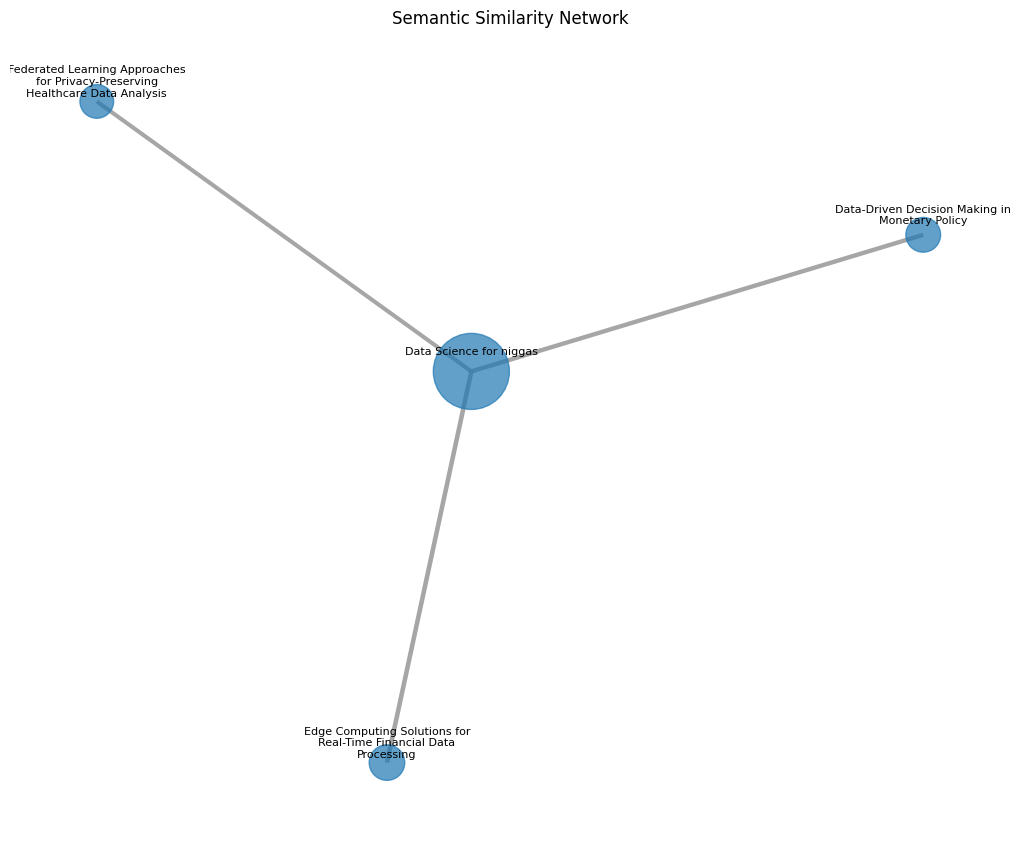 Semantic Similarity Network
Federated Learning Approaches
for Privacy-Preserving
Healthcare Data Analysis
Data-Driven Decision Making in
Monetary Policy
Data Science for niggas
Edge Computing Solutions for
Real-Time Financial Data
Processing